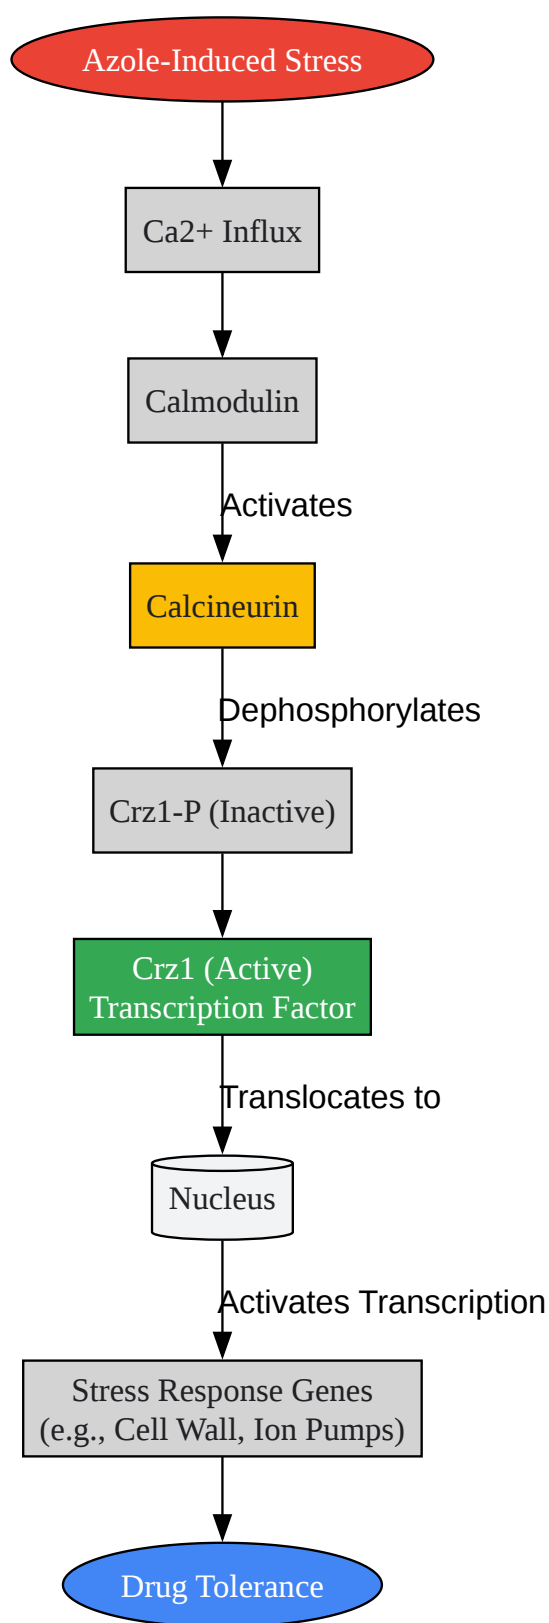 Azole-Induced Stress
Ca2+ Influx
Calmodulin
Activates
Calcineurin
Dephosphorylates
Crz1-P (Inactive)
Crz1 (Active)
Transcription Factor
Translocates to
Nucleus
Activates Transcription
Stress Response Genes
(e.g., Cell Wall, Ion Pumps)
Drug Tolerance